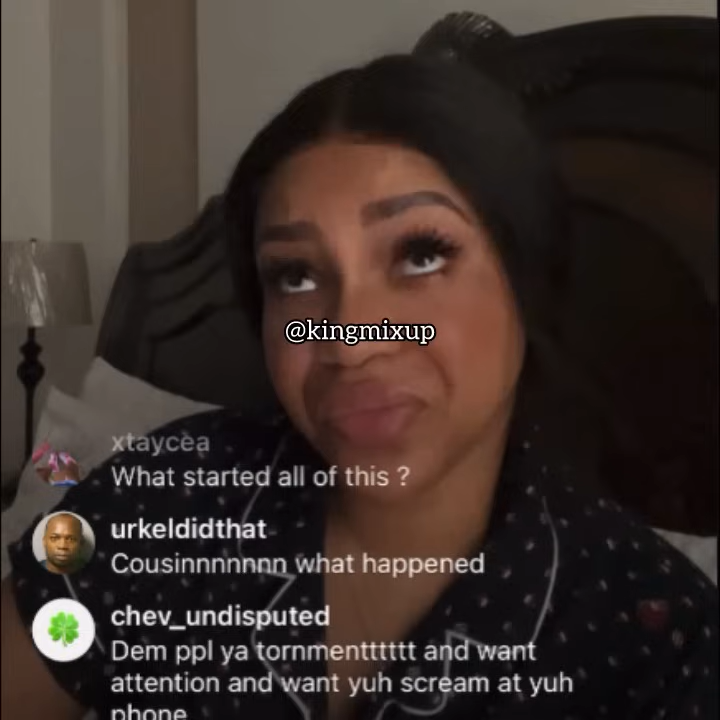 @kingmixup
xtaycea
What started all of this ?
urkeldidthat
Cousinnnnnnn what happened
chev_undisputed
Dem ppl ya tornmentttttt and want
attention and want yuh scream at yuh
phone